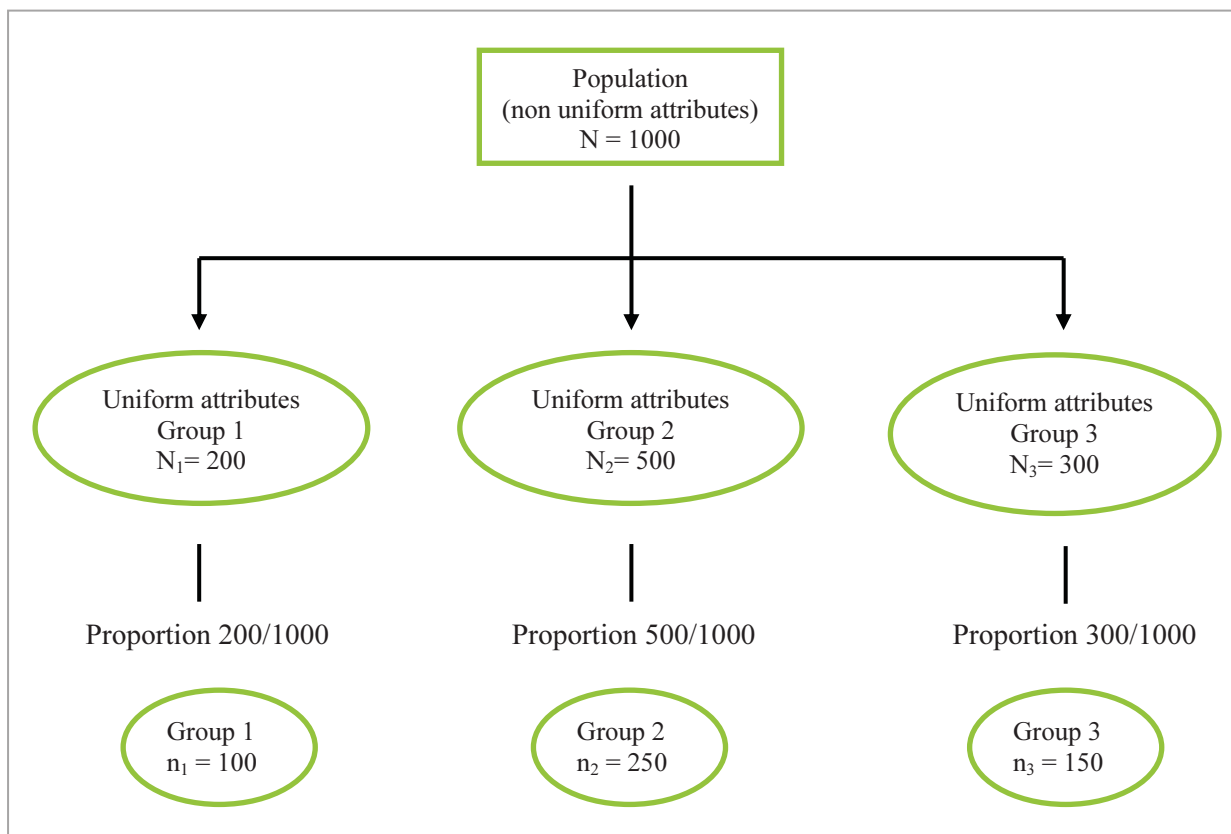 Population
(non uniform attributes)
N = 1000
Uniform attributes
Group 1
N₁= 200
Uniform attributes
Group 2
N₂= 500
Uniform attributes
Group 3
N₃= 300
Proportion 200/1000
Proportion 500/1000
Proportion 300/1000
Group 1
n₁ = 100
Group 2
n₂ = 250
Group 3
n₃ = 150